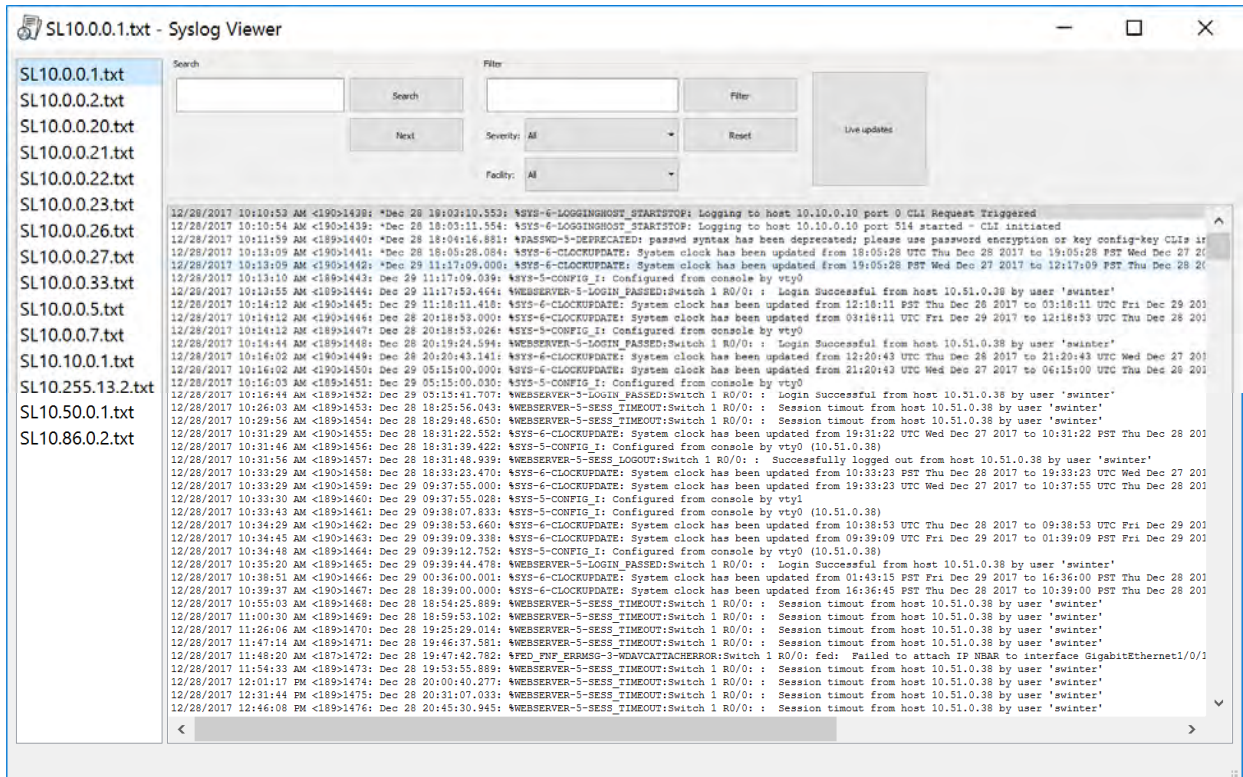 SL10.0.0.1.txt - Syslog Viewer
SL10.0.0.1.txt
SL10.0.0.2.txt
SL10.0.0.20.txt
SL10.0.0.21.txt
SL10.0.0.22.txt
SL10.0.0.23.txt
SL10.0.0.26.txt
SL10.0.0.27.txt
SL10.0.0.33.txt
SL10.0.0.5.txt
SL10.0.0.7.txt
SL10.10.0.1.txt
SL10.255.13.2.txt
SL10.50.0.1.txt
SL10.86.0.2.txt
Search
Search
Next
Filter
Filter
Severity: All
Reset
Facility: All
Live updates
12/28/2017 10:10:53 AM <190>1438: *Dec 28 18:03:10.553: %SYS-6-LOGGINGHOST_STARTSTOP: Logging to host 10.10.0.10 port 0 CLI Request Triggered
12/28/2017 10:10:54 AM <190>1439: *Dec 28 18:03:11.554: %SYS-6-LOGGINGHOST_STARTSTOP: Logging to host 10.10.0.10 port 514 started - CLI initiated
12/28/2017 10:11:59 AM <189>1440: *Dec 28 18:04:16.881: %PASSWD-5-DEPRECATED: passwd syntax has been deprecated; please use password encryption or key config-key CLIs in
12/28/2017 10:13:09 AM <190>1441: *Dec 28 18:05:28.084: %SYS-6-CLOCKUPDATE: System clock has been updated from 18:05:28 UTC Thu Dec 28 2017 to 19:05:28 PST Wed Dec 27 20
12/28/2017 10:13:09 AM <190>1442: *Dec 29 11:17:09.000: %SYS-6-CLOCKUPDATE: System clock has been updated from 19:05:28 PST Wed Dec 27 2017 to 12:17:09 PST Thu Dec 28 20
12/28/2017 10:13:10 AM <189>1443: Dec 29 11:17:09.039: %SYS-5-CONFIG_I: Configured from console by vty0
12/28/2017 10:13:55 AM <189>1444: Dec 29 11:17:53.464: %WEBSERVER-5-LOGIN_PASSED:Switch 1 R0/0: : Login Successful from host 10.51.0.38 by user 'swinter'
12/28/2017 10:14:12 AM <190>1445: Dec 29 11:18:11.418: %SYS-6-CLOCKUPDATE: System clock has been updated from 12:18:11 PST Thu Dec 28 2017 to 03:18:11 UTC Fri Dec 29 201
12/28/2017 10:14:12 AM <190>1446: Dec 28 20:18:53.000: %SYS-6-CLOCKUPDATE: System clock has been updated from 03:18:11 UTC Fri Dec 29 2017 to 12:18:53 UTC Thu Dec 28 201
12/28/2017 10:14:12 AM <189>1447: Dec 28 20:18:53.026: %SYS-5-CONFIG_I: Configured from console by vty0
12/28/2017 10:14:44 AM <189>1448: Dec 28 20:19:24.594: %WEBSERVER-5-LOGIN_PASSED:Switch 1 R0/0: : Login Successful from host 10.51.0.38 by user 'swinter'
12/28/2017 10:16:02 AM <190>1449: Dec 28 20:20:43.141: %SYS-6-CLOCKUPDATE: System clock has been updated from 12:20:43 UTC Thu Dec 28 2017 to 21:20:43 UTC Wed Dec 27 201
12/28/2017 10:16:02 AM <190>1450: Dec 29 05:15:00.000: %SYS-6-CLOCKUPDATE: System clock has been updated from 21:20:43 UTC Wed Dec 27 2017 to 06:15:00 UTC Thu Dec 28 201
12/28/2017 10:16:03 AM <189>1451: Dec 29 05:15:00.030: %SYS-5-CONFIG_I: Configured from console by vty0
12/28/2017 10:16:44 AM <189>1452: Dec 29 05:15:41.707: %WEBSERVER-5-LOGIN_PASSED:Switch 1 R0/0: : Login Successful from host 10.51.0.38 by user 'swinter'
12/28/2017 10:26:03 AM <189>1453: Dec 28 18:25:56.043: %WEBSERVER-5-SESS_TIMEOUT:Switch 1 R0/0: : Session timout from host 10.51.0.38 by user 'swinter'
12/28/2017 10:29:56 AM <189>1454: Dec 28 18:29:48.650: %WEBSERVER-5-SESS_TIMEOUT:Switch 1 R0/0: : Session timout from host 10.51.0.38 by user 'swinter'
12/28/2017 10:31:29 AM <190>1455: Dec 28 18:31:22.552: %SYS-6-CLOCKUPDATE: System clock has been updated from 19:31:22 UTC Wed Dec 27 2017 to 10:31:22 PST Thu Dec 28 201
12/28/2017 10:31:46 AM <189>1456: Dec 28 18:31:39.422: %SYS-5-CONFIG_I: Configured from console by vty0 (10.51.0.38)
12/28/2017 10:31:56 AM <189>1457: Dec 28 18:31:48.939: %WEBSERVER-5-SESS_LOGOUT:Switch 1 R0/0: : Successfully logged out from host 10.51.0.38 by user 'swinter'
12/28/2017 10:33:29 AM <190>1458: Dec 28 18:33:23.470: %SYS-6-CLOCKUPDATE: System clock has been updated from 10:33:23 PST Thu Dec 28 2017 to 19:33:23 UTC Wed Dec 27 201
12/28/2017 10:33:29 AM <190>1459: Dec 29 09:37:55.000: %SYS-6-CLOCKUPDATE: System clock has been updated from 19:33:23 UTC Wed Dec 27 2017 to 10:37:55 UTC Thu Dec 28 201
12/28/2017 10:33:30 AM <189>1460: Dec 29 09:37:55.028: %SYS-5-CONFIG_I: Configured from console by vty1
12/28/2017 10:33:43 AM <189>1461: Dec 29 09:38:07.833: %SYS-5-CONFIG_I: Configured from console by vty0 (10.51.0.38)
12/28/2017 10:34:29 AM <190>1462: Dec 29 09:38:53.660: %SYS-6-CLOCKUPDATE: System clock has been updated from 10:38:53 UTC Thu Dec 28 2017 to 09:38:53 UTC Fri Dec 29 201
12/28/2017 10:34:45 AM <190>1463: Dec 29 09:39:09.338: %SYS-6-CLOCKUPDATE: System clock has been updated from 09:39:09 UTC Fri Dec 29 2017 to 01:39:09 PST Fri Dec 29 201
12/28/2017 10:34:48 AM <189>1464: Dec 29 09:39:12.752: %SYS-5-CONFIG_I: Configured from console by vty0 (10.51.0.38)
12/28/2017 10:35:20 AM <189>1465: Dec 29 09:39:44.478: %WEBSERVER-5-LOGIN_PASSED:Switch 1 R0/0: : Login Successful from host 10.51.0.38 by user 'swinter'
12/28/2017 10:38:51 AM <190>1466: Dec 29 00:36:00.001: %SYS-6-CLOCKUPDATE: System clock has been updated from 01:43:15 PST Fri Dec 29 2017 to 16:36:00 PST Thu Dec 28 201
12/28/2017 10:39:37 AM <190>1467: Dec 28 18:39:00.000: %SYS-6-CLOCKUPDATE: System clock has been updated from 16:36:45 PST Thu Dec 28 2017 to 10:39:00 PST Thu Dec 28 201
12/28/2017 10:55:03 AM <189>1468: Dec 28 18:54:25.889: %WEBSERVER-5-SESS_TIMEOUT:Switch 1 R0/0: : Session timout from host 10.51.0.38 by user 'swinter'
12/28/2017 11:00:30 AM <189>1469: Dec 28 18:59:53.102: %WEBSERVER-5-SESS_TIMEOUT:Switch 1 R0/0: : Session timout from host 10.51.0.38 by user 'swinter'
12/28/2017 11:26:06 AM <189>1470: Dec 28 19:25:29.014: %WEBSERVER-5-SESS_TIMEOUT:Switch 1 R0/0: : Session timout from host 10.51.0.38 by user 'swinter'
12/28/2017 11:47:14 AM <189>1471: Dec 28 19:46:37.581: %WEBSERVER-5-SESS_TIMEOUT:Switch 1 R0/0: : Session timout from host 10.51.0.38 by user 'swinter'
12/28/2017 11:48:20 AM <187>1472: Dec 28 19:47:42.782: %FED_FNF_ERRMSG-3-WDAVCATTACHERROR:Switch 1 R0/0: fed: Failed to attach IP NBAR to interface GigabitEthernet1/0/1
12/28/2017 11:54:33 AM <189>1473: Dec 28 19:53:55.889: %WEBSERVER-5-SESS_TIMEOUT:Switch 1 R0/0: : Session timout from host 10.51.0.38 by user 'swinter'
12/28/2017 12:01:17 PM <189>1474: Dec 28 20:00:40.277: %WEBSERVER-5-SESS_TIMEOUT:Switch 1 R0/0: : Session timout from host 10.51.0.38 by user 'swinter'
12/28/2017 12:31:44 PM <189>1475: Dec 28 20:31:07.033: %WEBSERVER-5-SESS_TIMEOUT:Switch 1 R0/0: : Session timout from host 10.51.0.38 by user 'swinter'
12/28/2017 12:46:08 PM <189>1476: Dec 28 20:45:30.945: %WEBSERVER-5-SESS_TIMEOUT:Switch 1 R0/0: : Session timout from host 10.51.0.38 by user 'swinter'